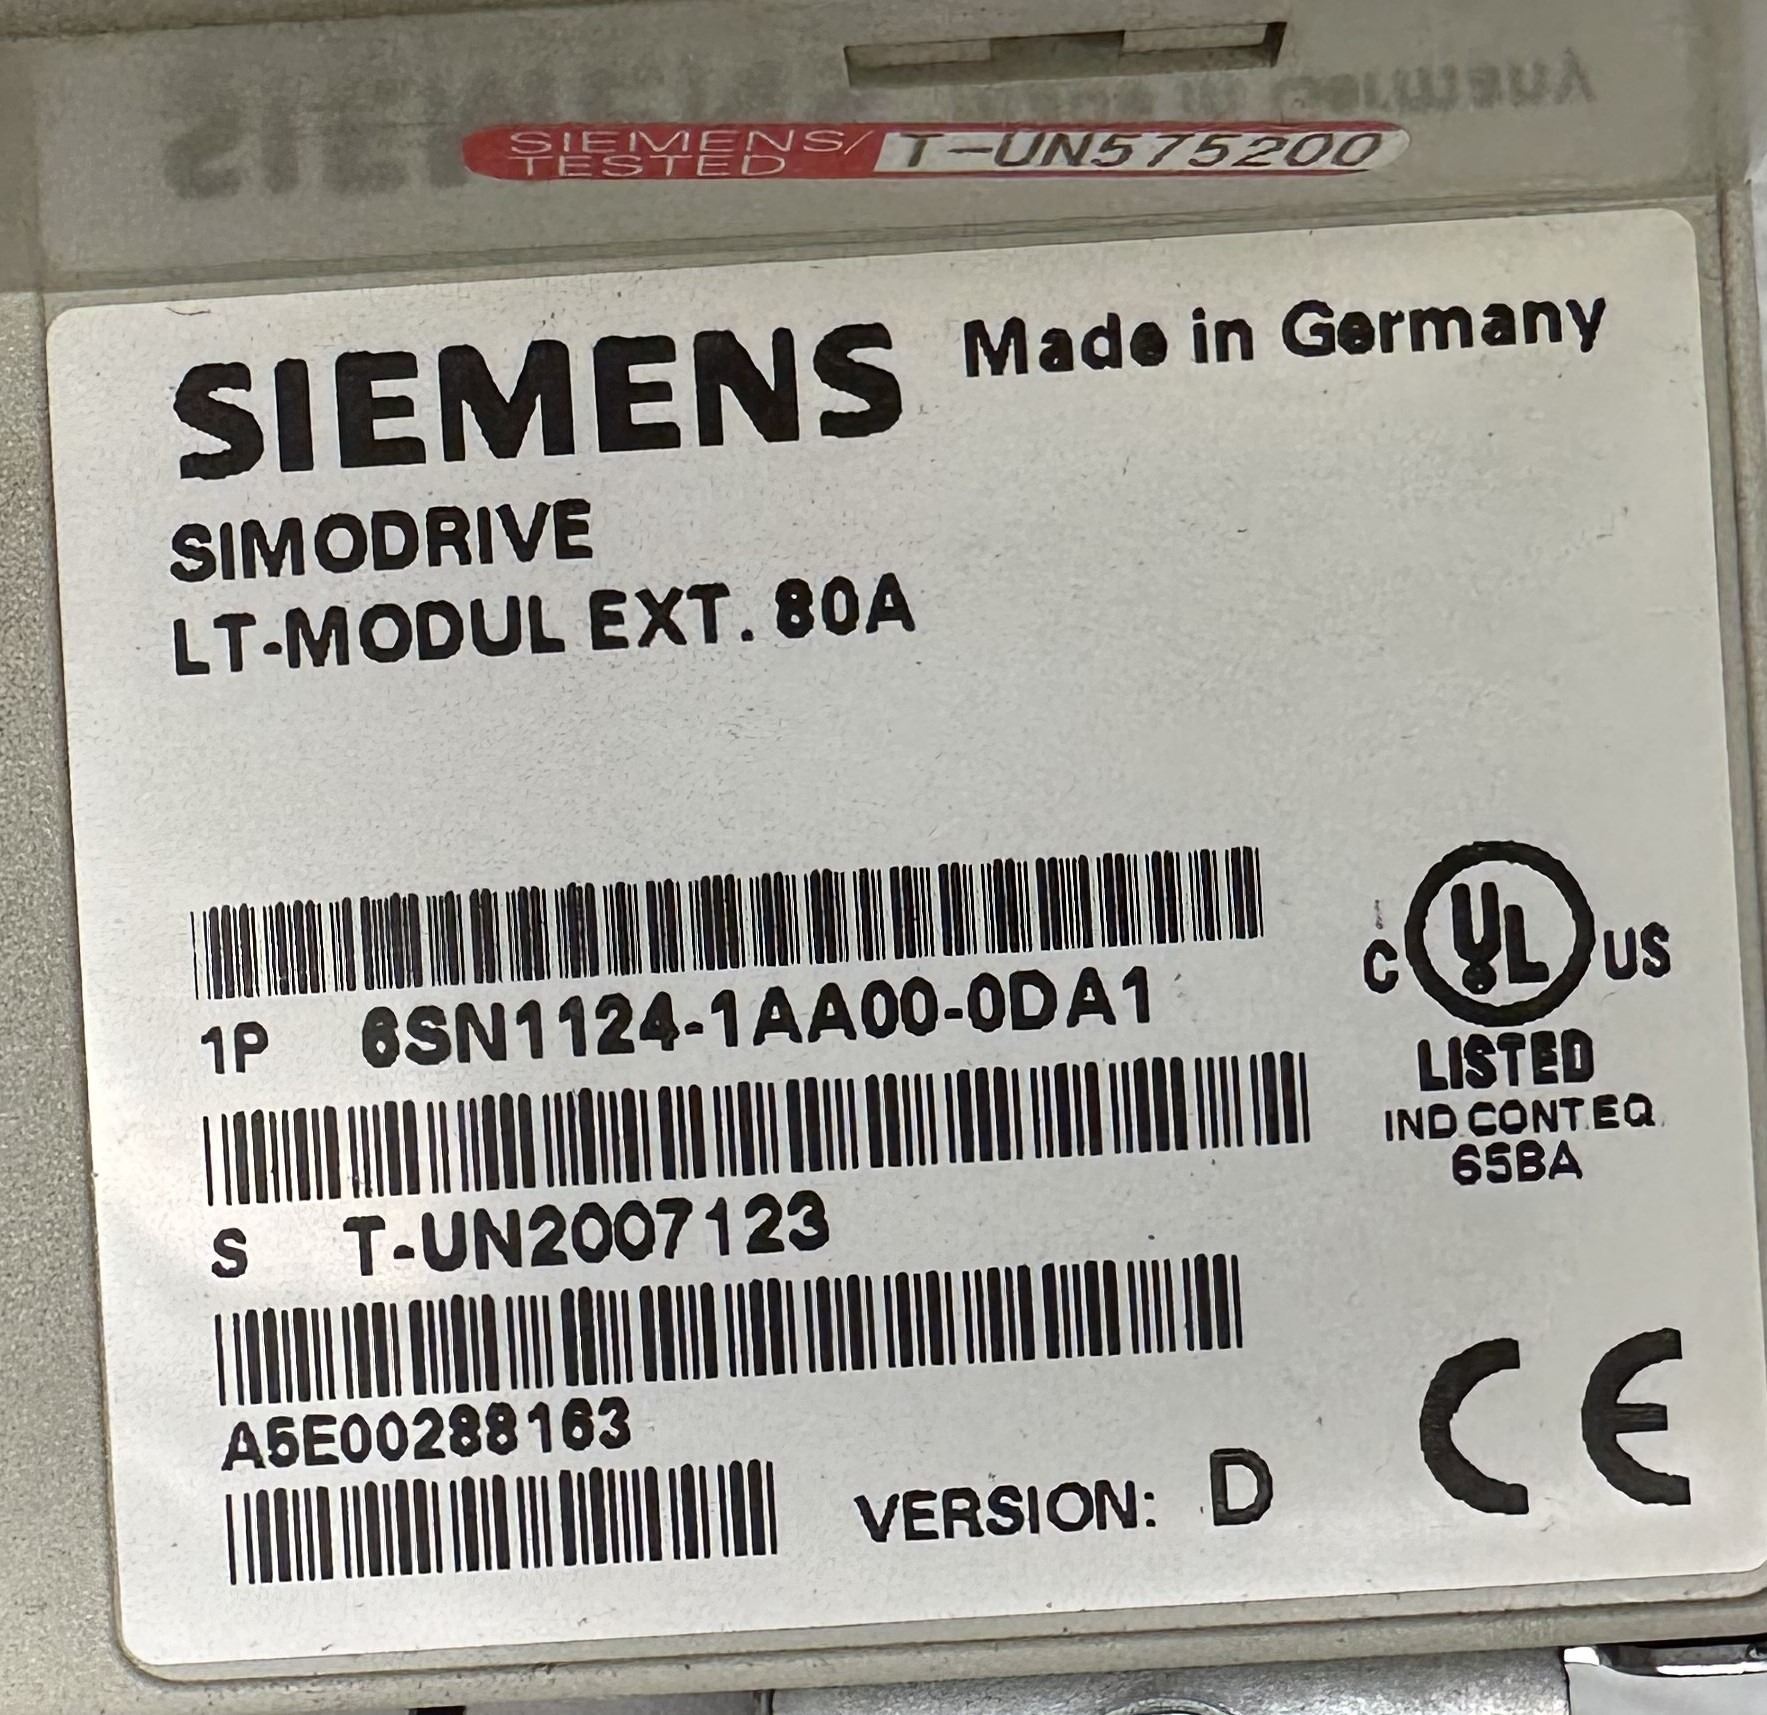 SIEMENS/ T-UN575200
TESTED
SIEMENS Made in Germany
SIMODRIVE
LT-MODUL EXT. 80A
1P 6SN1124-1AA00-0DA1
C UL US
LISTED
IND.CONT.EQ.
65BA
S T-UN2007123
A5E00288163
VERSION: D
CE